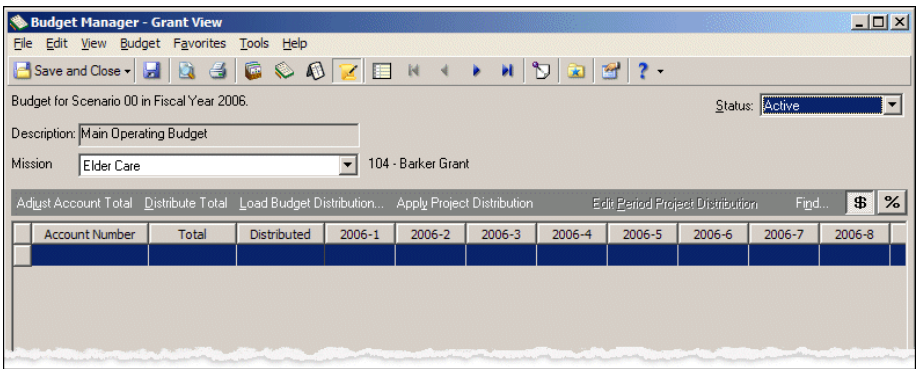 Budget Manager - Grant View
File Edit View Budget Favorites Tools Help
Save and Close
Budget for Scenario 00 in Fiscal Year 2006.
Status: Active
Description: Main Operating Budget
Mission Elder Care 104 - Barker Grant
Adjust Account Total Distribute Total Load Budget Distribution... Apply Project Distribution Edit Period Project Distribution Find... $ %
Account Number Total Distributed 2006-1 2006-2 2006-3 2006-4 2006-5 2006-6 2006-7 2006-8